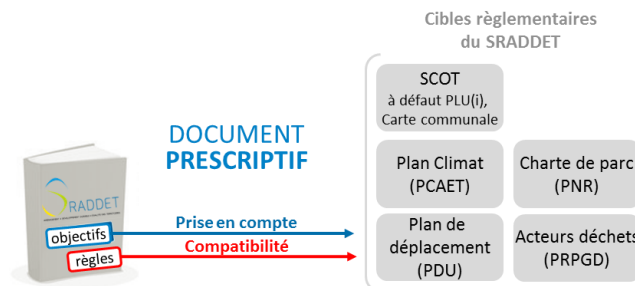 Cibles règlementaires
du SRADDET
SCOT
à défaut PLU(i),
Carte communale
DOCUMENT
PRESCRIPTIF
Plan Climat
(PCAET)
Charte de parc
(PNR)
SRADDET
objectifs
règles
Prise en compte
Compatibilité
Plan de
déplacement
(PDU)
Acteurs déchets
(PRPGD)